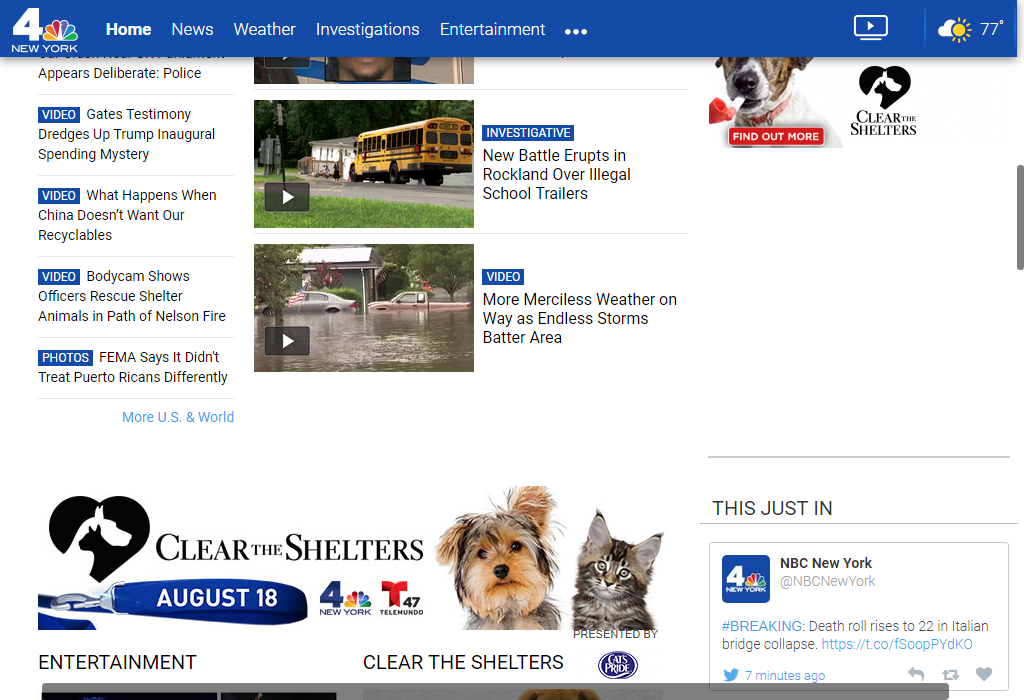 4
NEW YORK
Home
News
Weather
Investigations
Entertainment
77°
Appears Deliberate: Police
VIDEO Gates Testimony
Dredges Up Trump Inaugural
Spending Mystery
VIDEO What Happens When
China Doesn't Want Our
Recyclables
VIDEO Bodycam Shows
Officers Rescue Shelter
Animals in Path of Nelson Fire
PHOTOS FEMA Says It Didn't
Treat Puerto Ricans Differently
More U.S. & World
INVESTIGATIVE
New Battle Erupts in
Rockland Over Illegal
School Trailers
VIDEO
More Merciless Weather on
Way as Endless Storms
Batter Area
FIND OUT MORE
CLEAR THE
SHELTERS
CLEAR THE SHELTERS
AUGUST 18
4
NEW YORK
T 47
TELEMUNDO
PRESENTED BY
CATS
PRIDE
ENTERTAINMENT
CLEAR THE SHELTERS
THIS JUST IN
4
NEW YORK
NBC New York
@NBCNewYork
#BREAKING: Death roll rises to 22 in Italian
bridge collapse. https://t.co/fSoopPYdKO
7 minutes ago